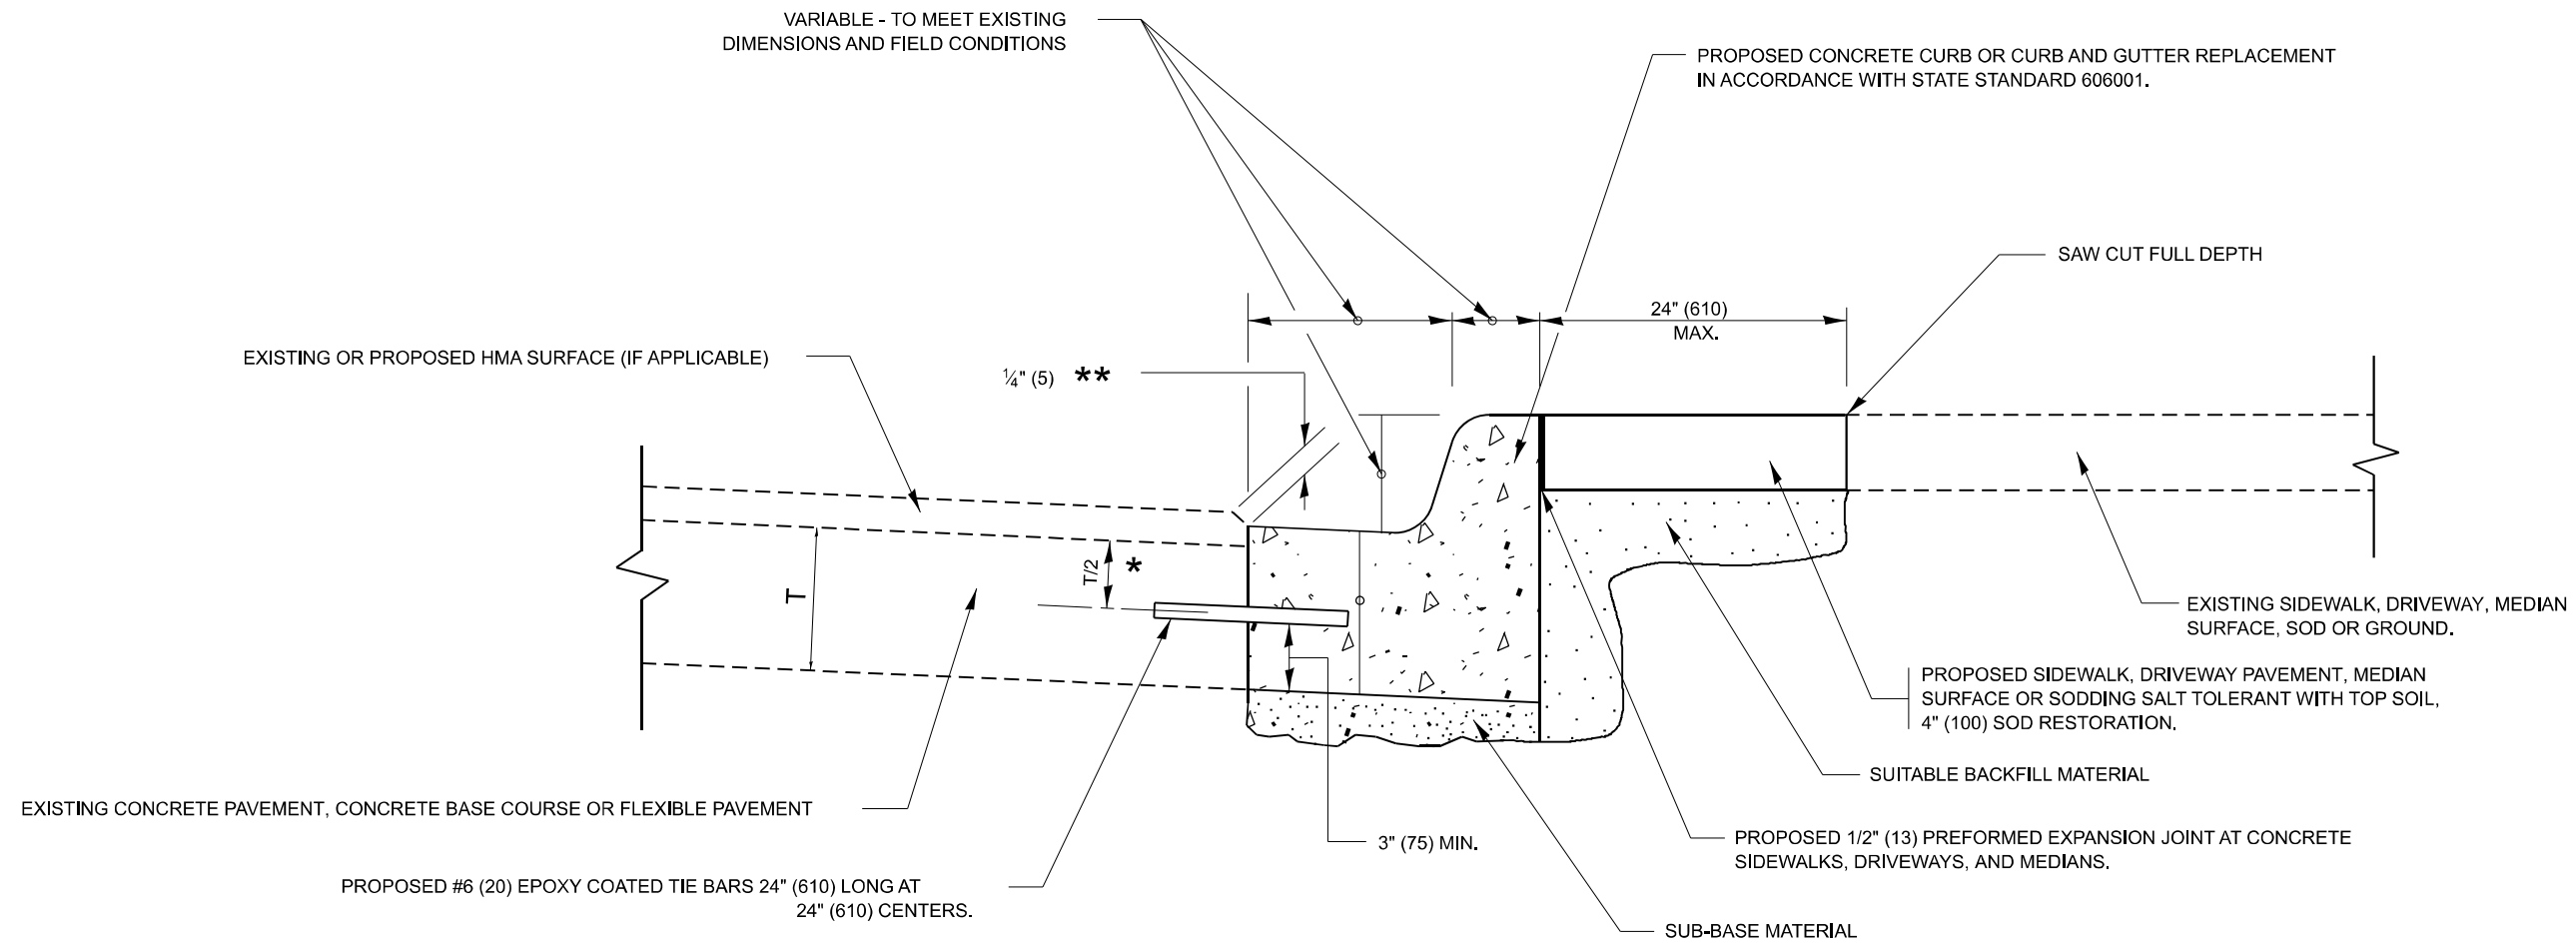 VARIABLE - TO MEET EXISTING
DIMENSIONS AND FIELD CONDITIONS
PROPOSED CONCRETE CURB OR CURB AND GUTTER REPLACEMENT
IN ACCORDANCE WITH STATE STANDARD 606001.
SAW CUT FULL DEPTH
24" (610)
MAX.
EXISTING OR PROPOSED HMA SURFACE (IF APPLICABLE)
¼" (5) **
T/2 *
T
EXISTING SIDEWALK, DRIVEWAY, MEDIAN
SURFACE, SOD OR GROUND.
PROPOSED SIDEWALK, DRIVEWAY PAVEMENT, MEDIAN
SURFACE OR SODDING SALT TOLERANT WITH TOP SOIL,
4" (100) SOD RESTORATION.
SUITABLE BACKFILL MATERIAL
EXISTING CONCRETE PAVEMENT, CONCRETE BASE COURSE OR FLEXIBLE PAVEMENT
3" (75) MIN.
PROPOSED 1/2" (13) PREFORMED EXPANSION JOINT AT CONCRETE
SIDEWALKS, DRIVEWAYS, AND MEDIANS.
PROPOSED #6 (20) EPOXY COATED TIE BARS 24" (610) LONG AT
24" (610) CENTERS.
SUB-BASE MATERIAL